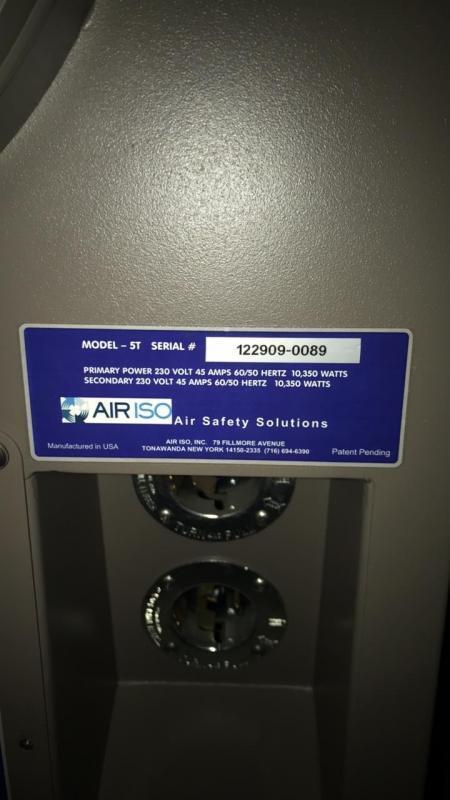 MODEL – 5T SERIAL # 122909-0089
PRIMARY POWER 230 VOLT 45 AMPS 60/50 HERTZ 10,350 WATTS
SECONDARY 230 VOLT 45 AMPS 60/50 HERTZ 10,350 WATTS
AIR ISO Air Safety Solutions
AIR ISO, INC. 79 FILLMORE AVENUE
Manufactured in USA TONAWANDA NEW YORK 14150-2335 (716) 694-6390 Patent Pending
TURN & PULL